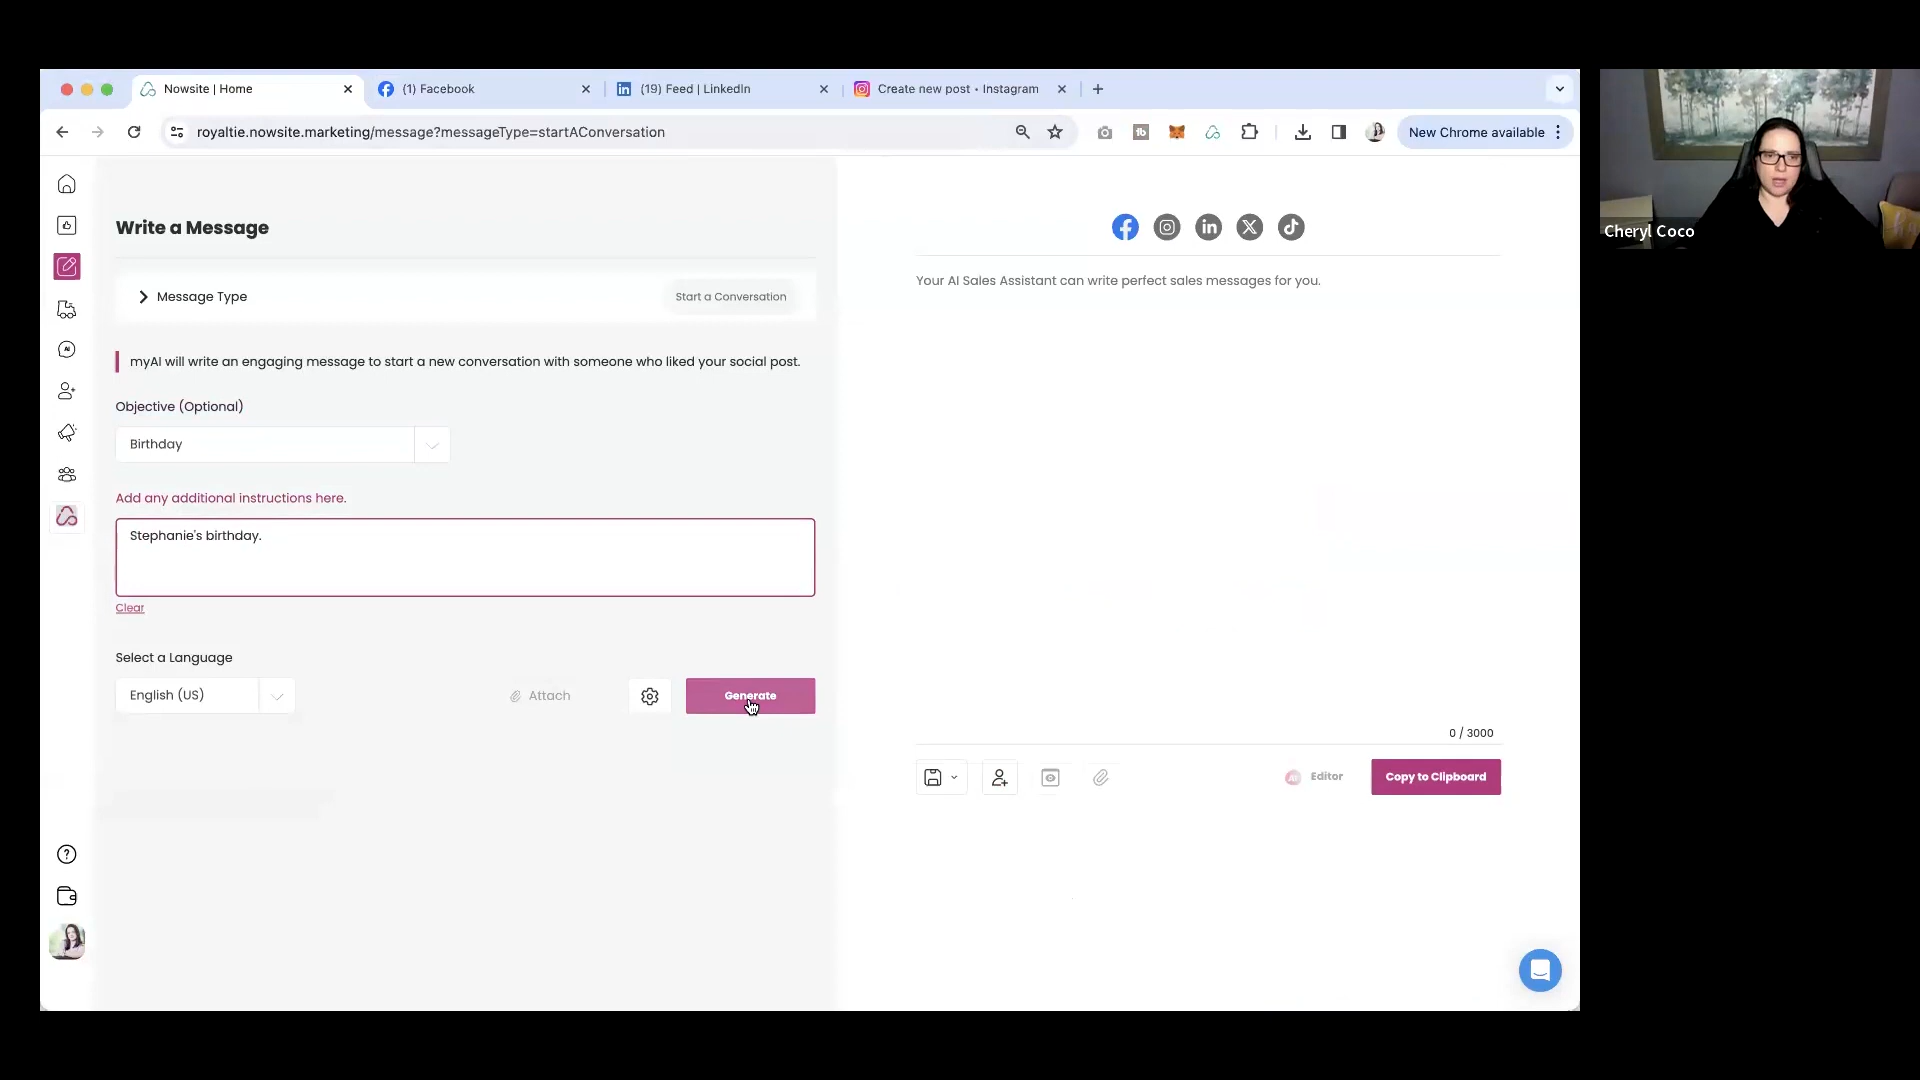 Nowsite | Home
(1) Facebook
(19) Feed | LinkedIn
Create new post • Instagram
royaltie.nowsite.marketing/message?messageType=startAConversation
New Chrome available
Write a Message
Message Type
Start a Conversation
myAI will write an engaging message to start a new conversation with someone who liked your social post.
Objective (Optional)
Birthday
Add any additional instructions here.
Stephanie's birthday.
Clear
Select a Language
English (US)
Attach
Generate
Your AI Sales Assistant can write perfect sales messages for you.
0 / 3000
Editor
Copy to Clipboard
Cheryl Coco